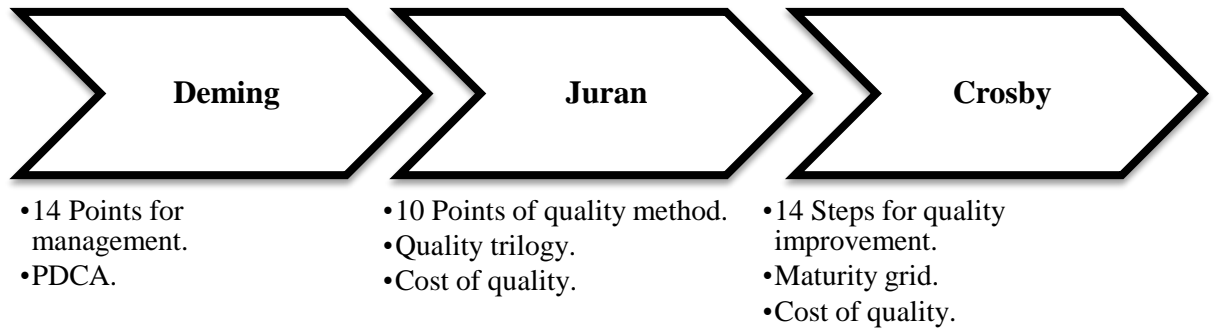 Deming
Juran
Crosby
•14 Points for
management.
•PDCA.
•10 Points of quality method.
•Quality trilogy.
•Cost of quality.
•14 Steps for quality
improvement.
•Maturity grid.
•Cost of quality.